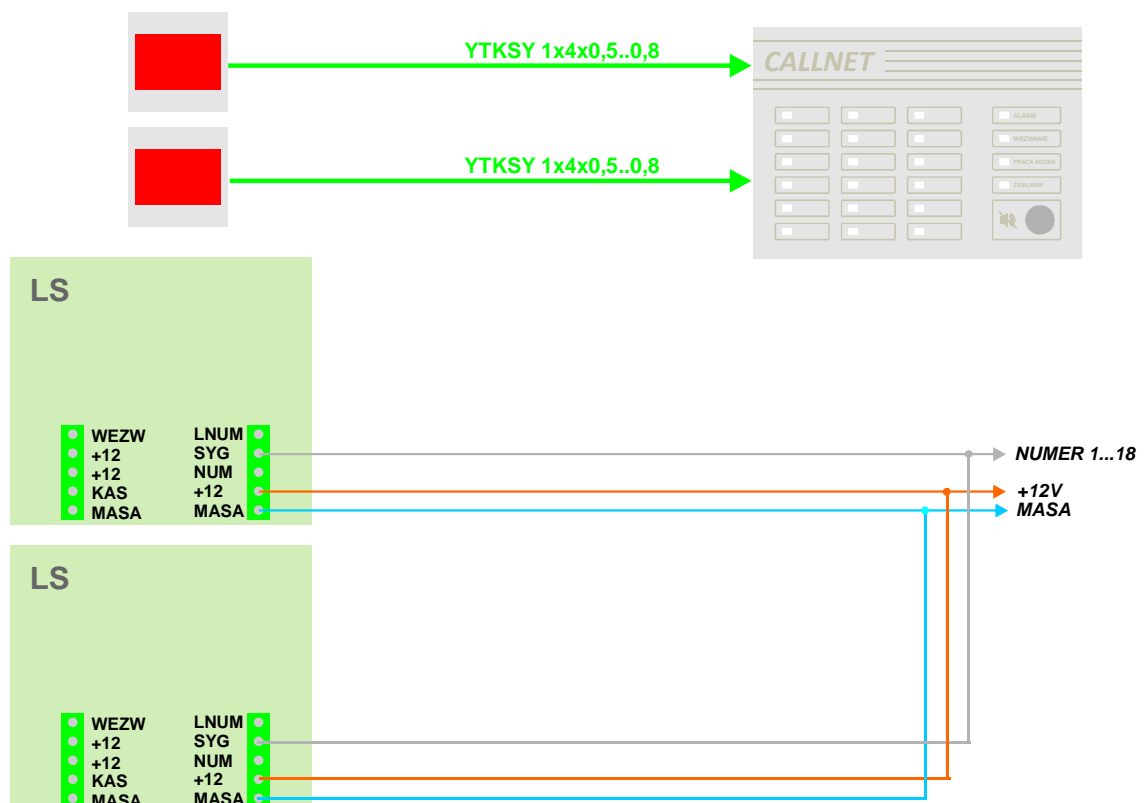 YTKSY 1x4x0,5..0,8
CALLNET
ALARM
WEZWANIE
PRACA NOCNA
ZASILANIE
YTKSY 1x4x0,5..0,8
LS
WEZW LNUM
+12 SYG
+12 NUM
KAS +12
MASA MASA
NUMER 1...18
+12V
MASA
LS
WEZW LNUM
+12 SYG
+12 NUM
KAS +12
MASA MASA